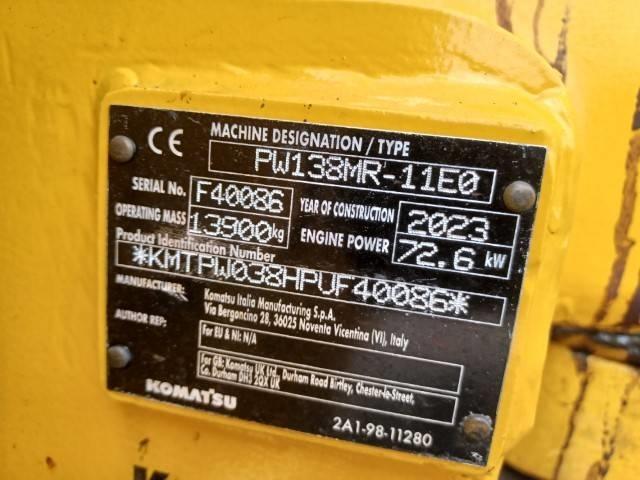 CE
MACHINE DESIGNATION / TYPE
PW138MR-11E0
SERIAL No. F40086 YEAR OF CONSTRUCTION 2023
OPERATING MASS 13900kg ENGINE POWER 72.6 kW
Product Identification Number
*KMTPW038HPUF40086*
MANUFACTURER: Komatsu Italia Manufacturing S.p.A.
Via Bergoncino 28, 36025 Noventa Vicentina (VI), Italy
AUTHOR REP: For EU & NI: N/A
For GB: Komatsu UK Ltd., Durham Road Birtley, Chester-le-Street,
Co. Durham DH3 2QX UK
KOMATSU
2A1-98-11280